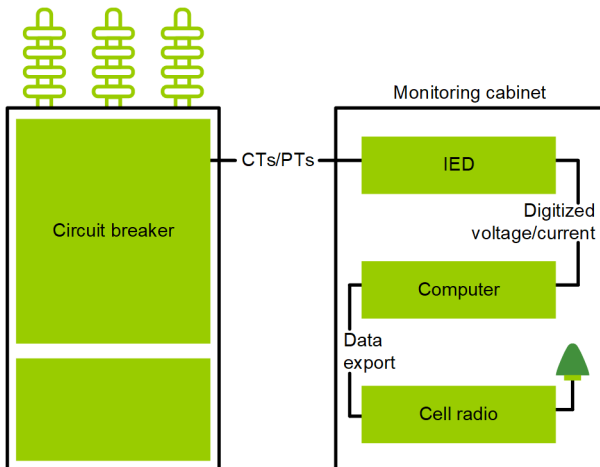 Monitoring cabinet
CTs/PTs
IED
Circuit breaker
Digitized
voltage/current
Computer
Data
export
Cell radio